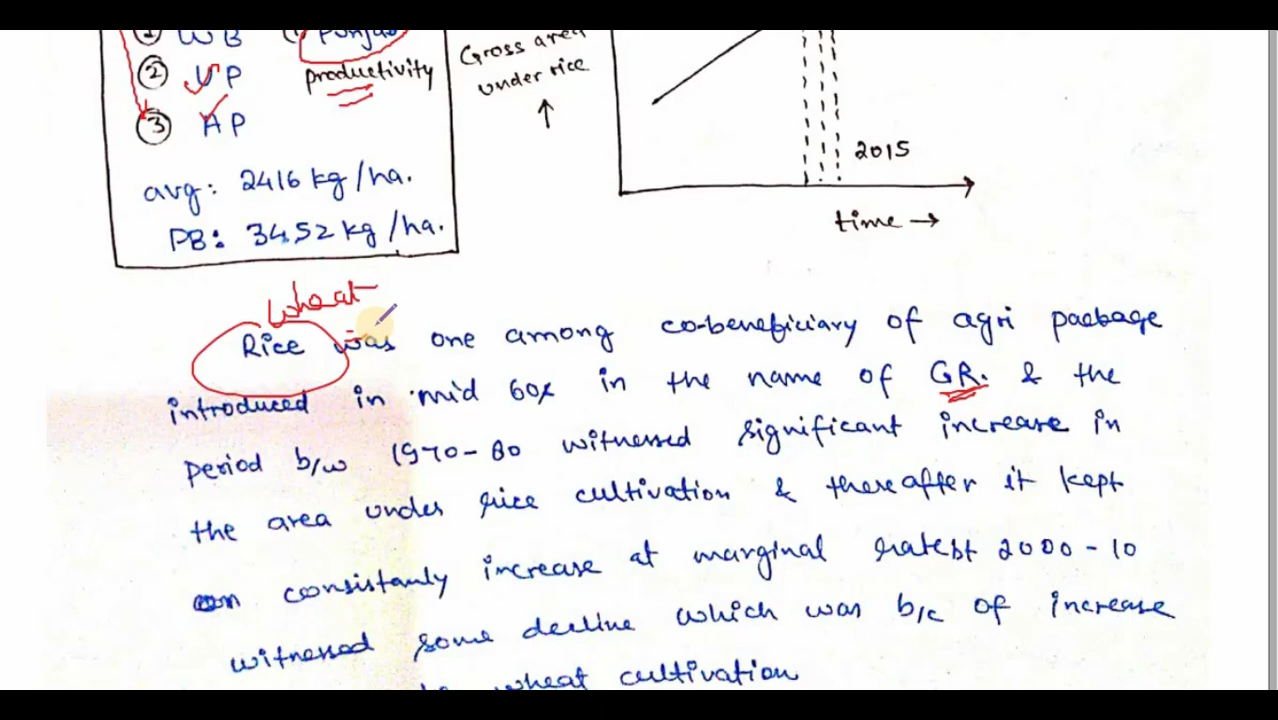 WB
Punjab
② UP
productivity
③ AP
avg: 2416 kg/ha.
PB: 3452 kg/ha.
Gross area
under rice
2015
time →
wheat
Rice was one among co-beneficiary of agri package
introduced in mid 60s in the name of GR. & the
period b/w 1970-80 witnessed significant increase in
the area under rice cultivation & thereafter it kept
on consistanly increase at marginal 2000-10
witnessed some decline which was b/c of increase
wheat cultivation